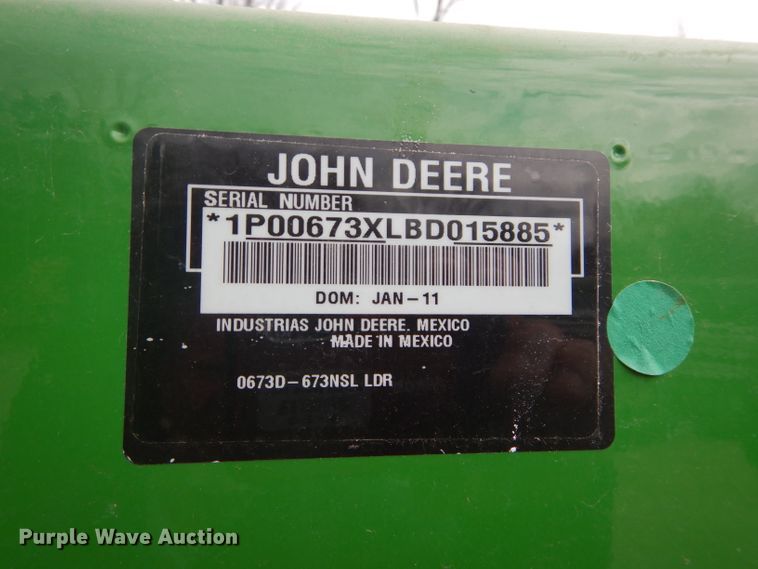 JOHN DEERE
SERIAL NUMBER
*1P00673XLBD015885*
DOM: JAN-11
INDUSTRIAS JOHN DEERE, MEXICO
MADE IN MEXICO
0673D-673NSL LDR
Purple Wave Auction